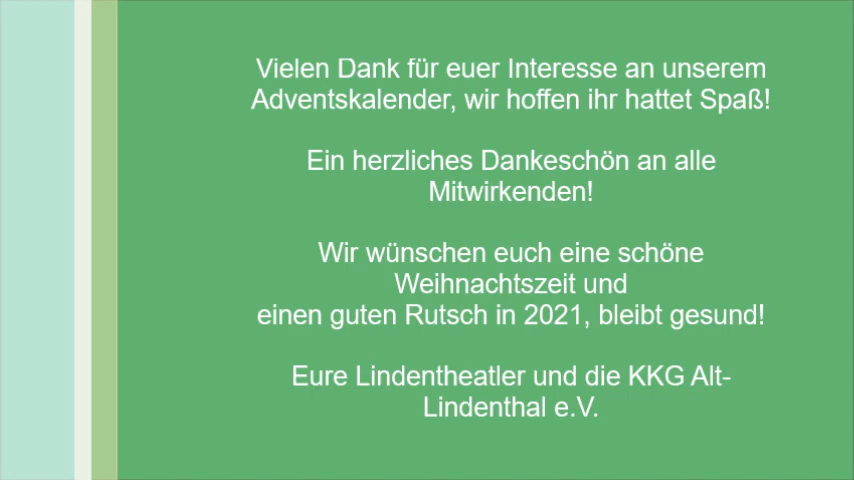 Vielen Dank für euer Interesse an unserem
Adventskalender, wir hoffen ihr hattet Spaß!
Ein herzliches Dankeschön an alle
Mitwirkenden!
Wir wünschen euch eine schöne
Weihnachtszeit und
einen guten Rutsch in 2021, bleibt gesund!
Eure Lindentheatler und die KKG Alt-
Lindenthal e.V.